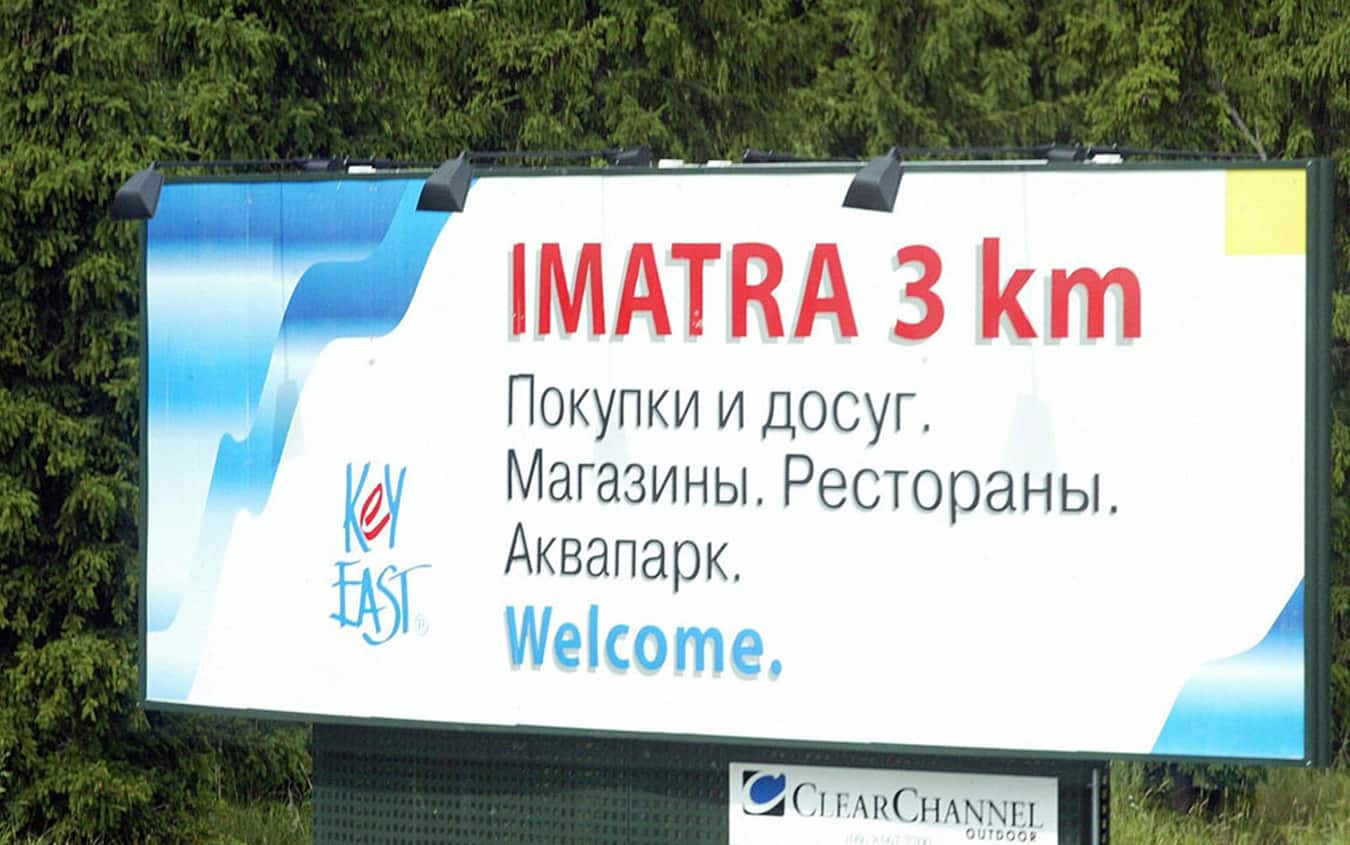 IMATRA 3 km
Покупки и досуг.
Магазины. Рестораны.
Аквапарк.
Welcome.
KeY
EAST ®
CLEARCHANNEL
OUTDOOR